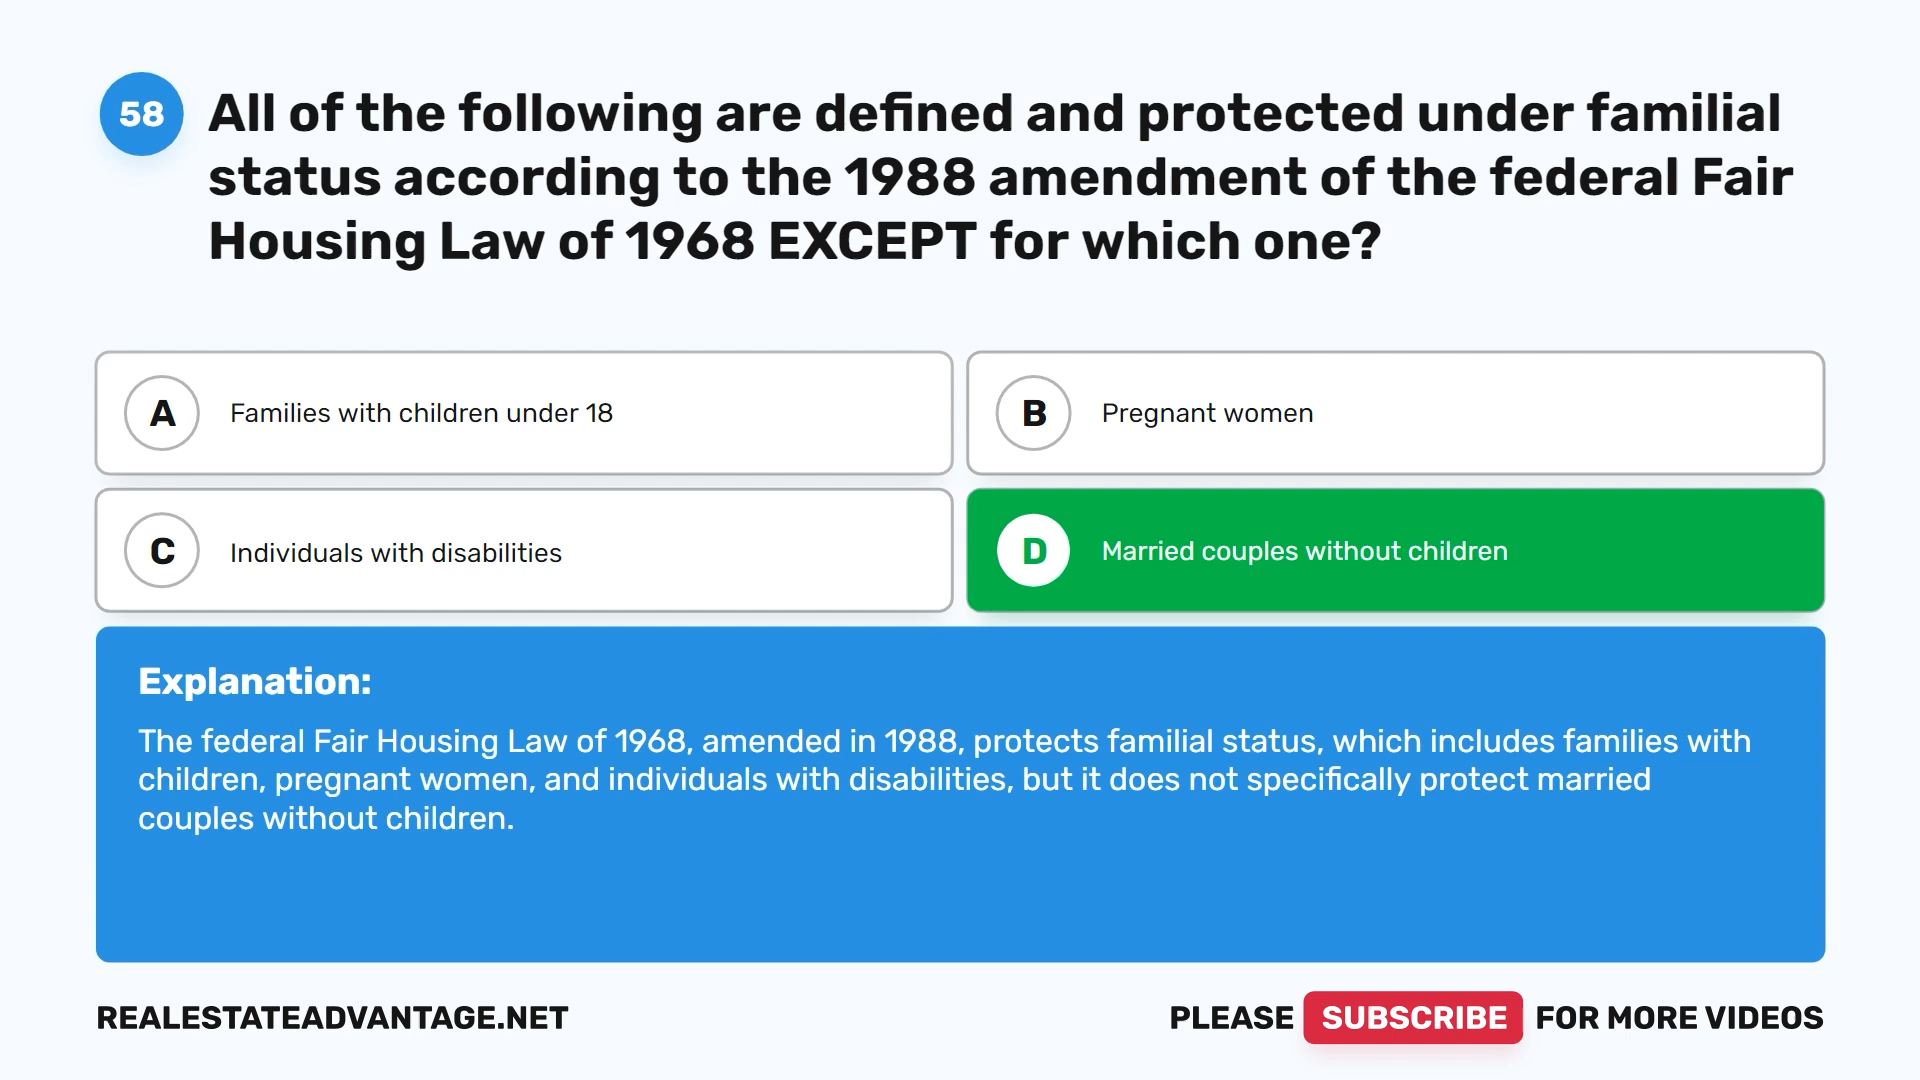 58
All of the following are defined and protected under familial
status according to the 1988 amendment of the federal Fair
Housing Law of 1968 EXCEPT for which one?
A Families with children under 18
B Pregnant women
C Individuals with disabilities
D Married couples without children
Explanation:
The federal Fair Housing Law of 1968, amended in 1988, protects familial status, which includes families with
children, pregnant women, and individuals with disabilities, but it does not specifically protect married
couples without children.
REALESTATEADVANTAGE.NET
PLEASE SUBSCRIBE FOR MORE VIDEOS